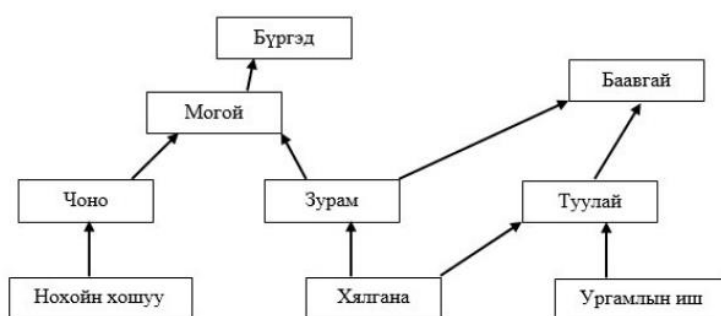 Бүргэд
Баавгай
Могой
Чоно
Зурам
Туулай
Нохойн хошуу
Хялгана
Ургамлын иш